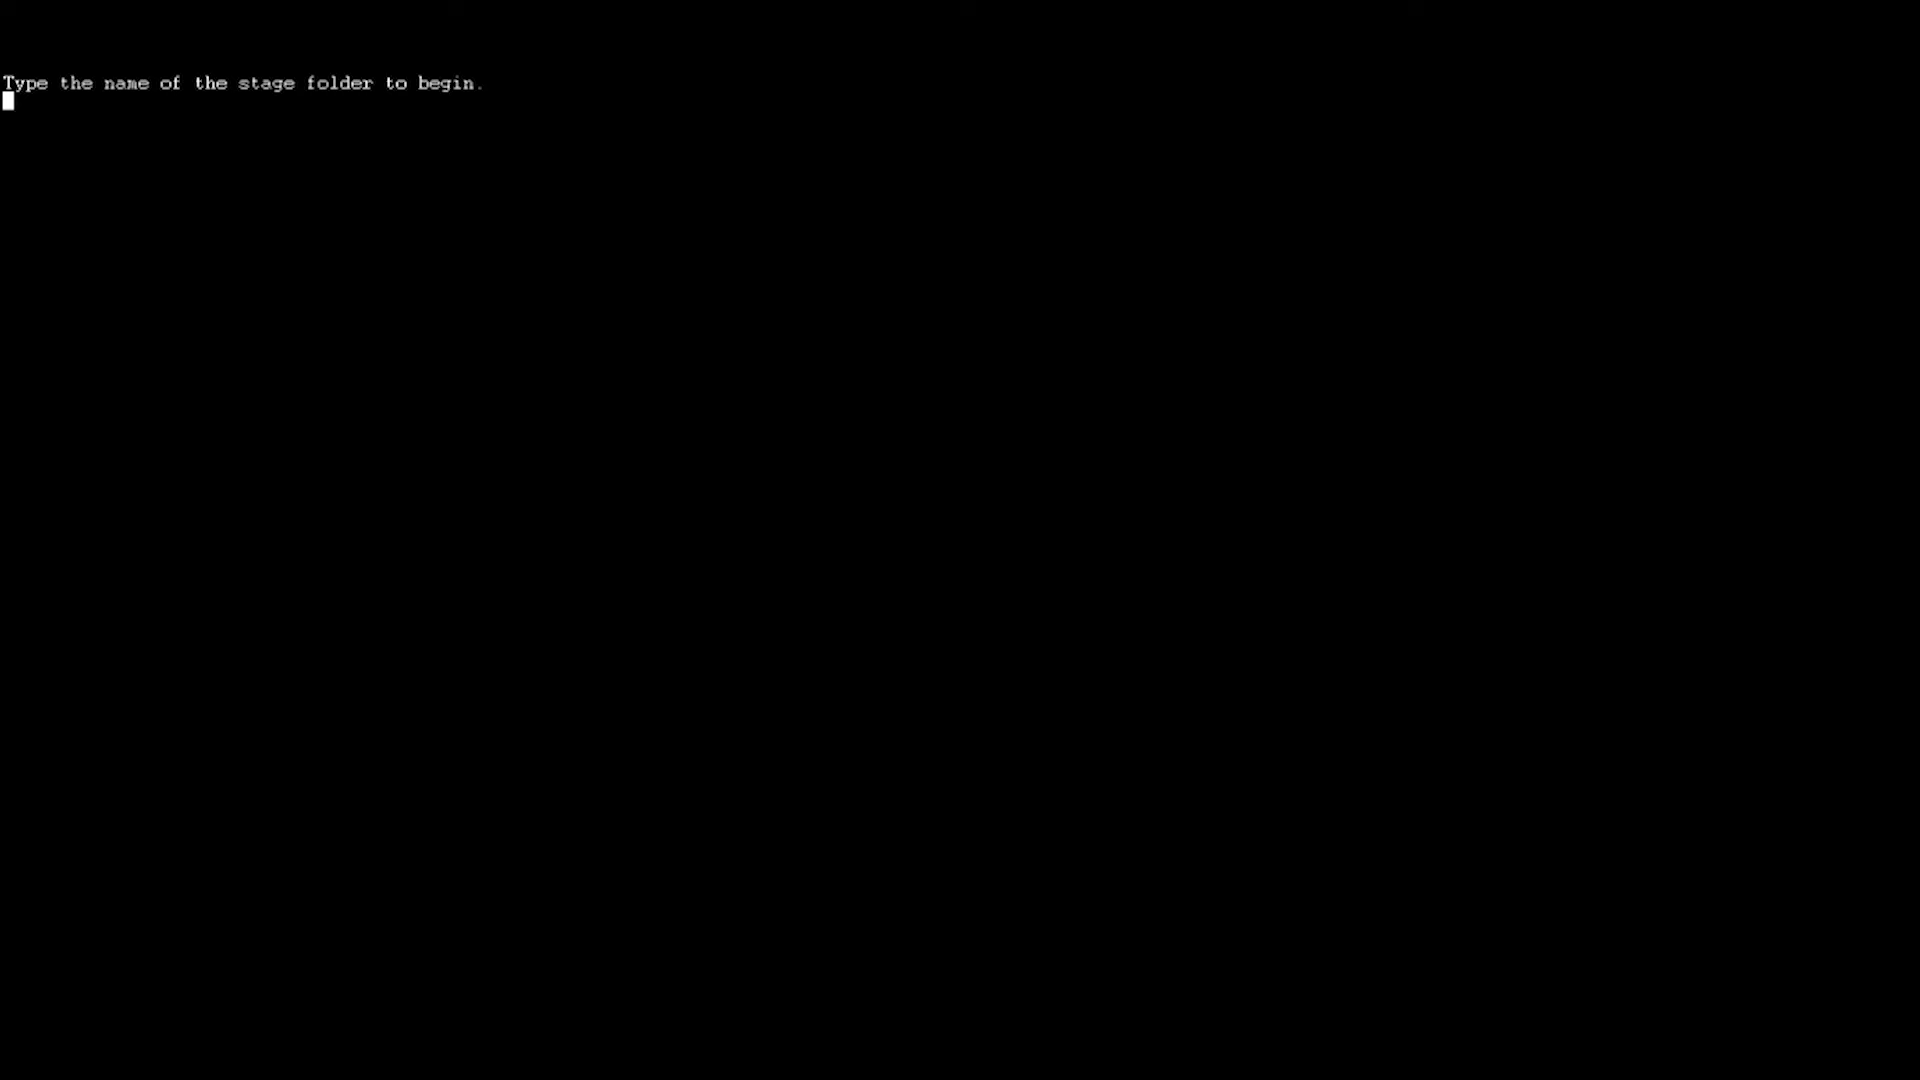 Type the name of the stage folder to begin.